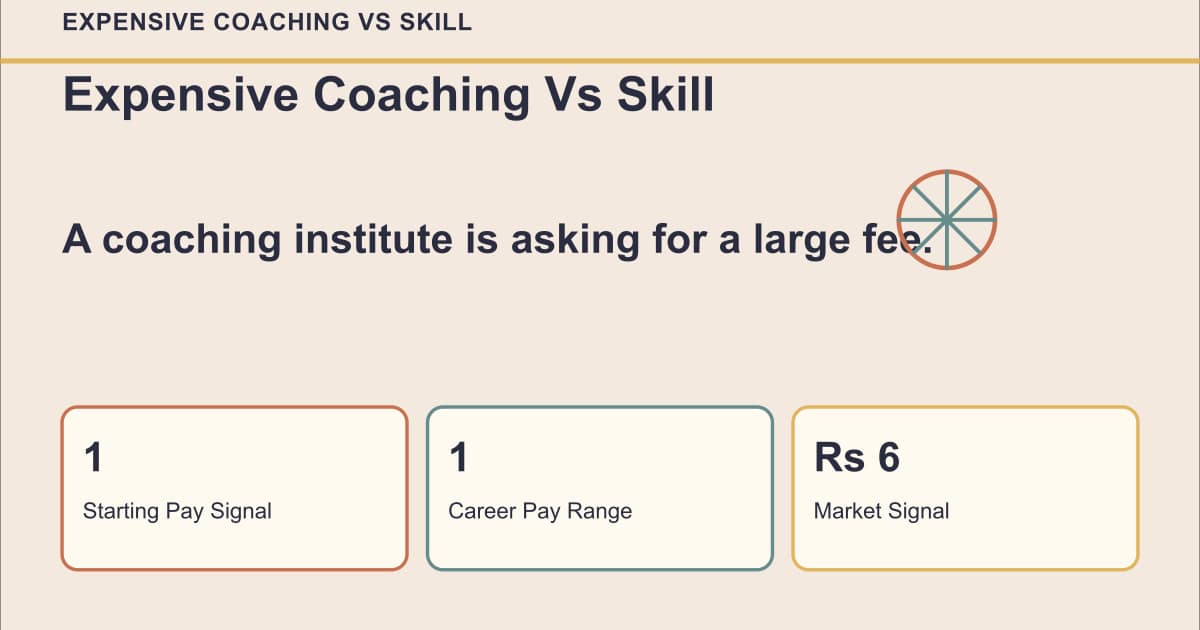 EXPENSIVE COACHING VS SKILL
Expensive Coaching Vs Skill
A coaching institute is asking for a large fee.
1
Starting Pay Signal
1
Career Pay Range
Rs 6
Market Signal